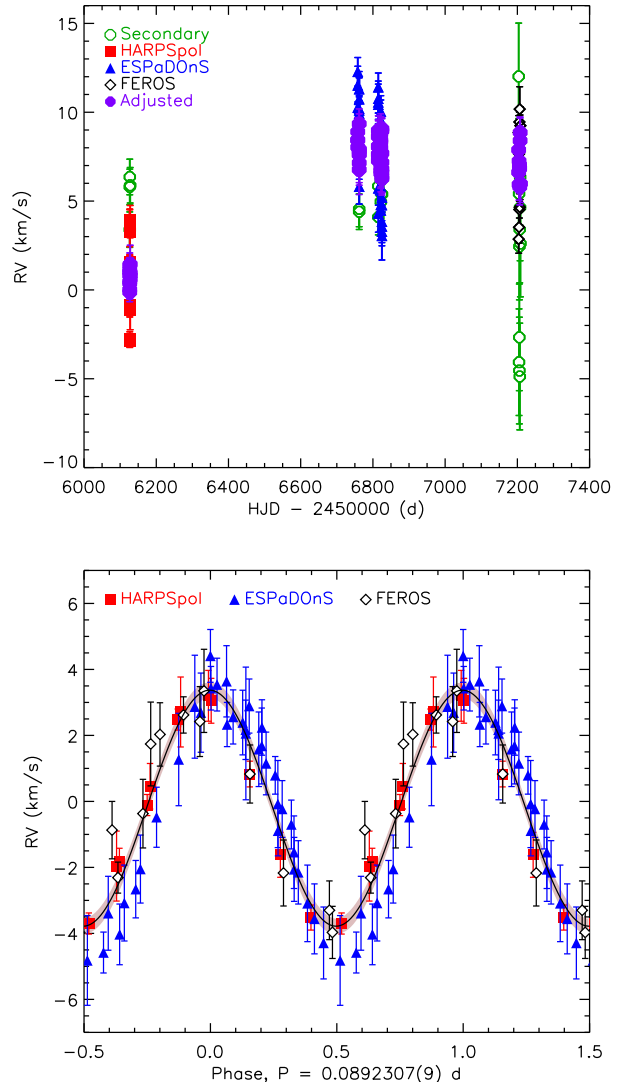 15
10
5
0
−5
−10
RV (km/s)
Secondary
HARPSpol
ESPaDOnS
FEROS
Adjusted
6000 6200 6400 6600 6800 7000 7200 7400
HJD − 2450000 (d)
6
4
2
0
−2
−4
−6
RV (km/s)
HARPSpol ESPaDOnS FEROS
−0.5 0.0 0.5 1.0 1.5
Phase, P = 0.0892307(9) d